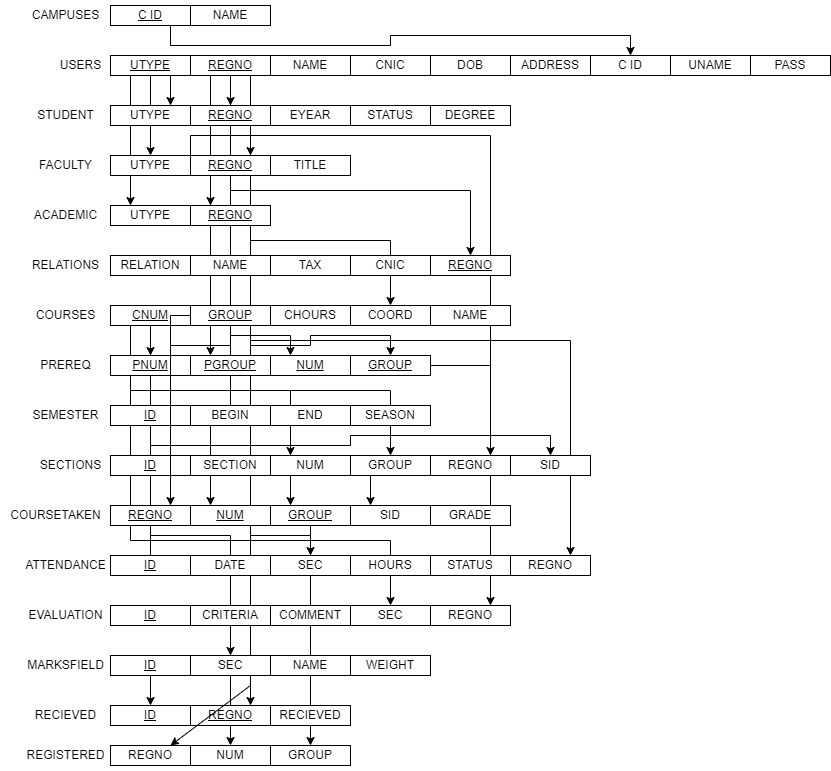 CAMPUSES C ID NAME
USERS UTYPE REGNO NAME CNIC DOB ADDRESS C ID UNAME PASS
STUDENT UTYPE REGNO EYEAR STATUS DEGREE
FACULTY UTYPE REGNO TITLE
ACADEMIC UTYPE REGNO
RELATIONS RELATION NAME TAX CNIC REGNO
COURSES CNUM GROUP CHOURS COORD NAME
PREREQ PNUM PGROUP NUM GROUP
SEMESTER ID BEGIN END SEASON
SECTIONS ID SECTION NUM GROUP REGNO SID
COURSETAKEN REGNO NUM GROUP SID GRADE
ATTENDANCE ID DATE SEC HOURS STATUS REGNO
EVALUATION ID CRITERIA COMMENT SEC REGNO
MARKSFIELD ID SEC NAME WEIGHT
RECIEVED ID REGNO RECIEVED
REGISTERED REGNO NUM GROUP